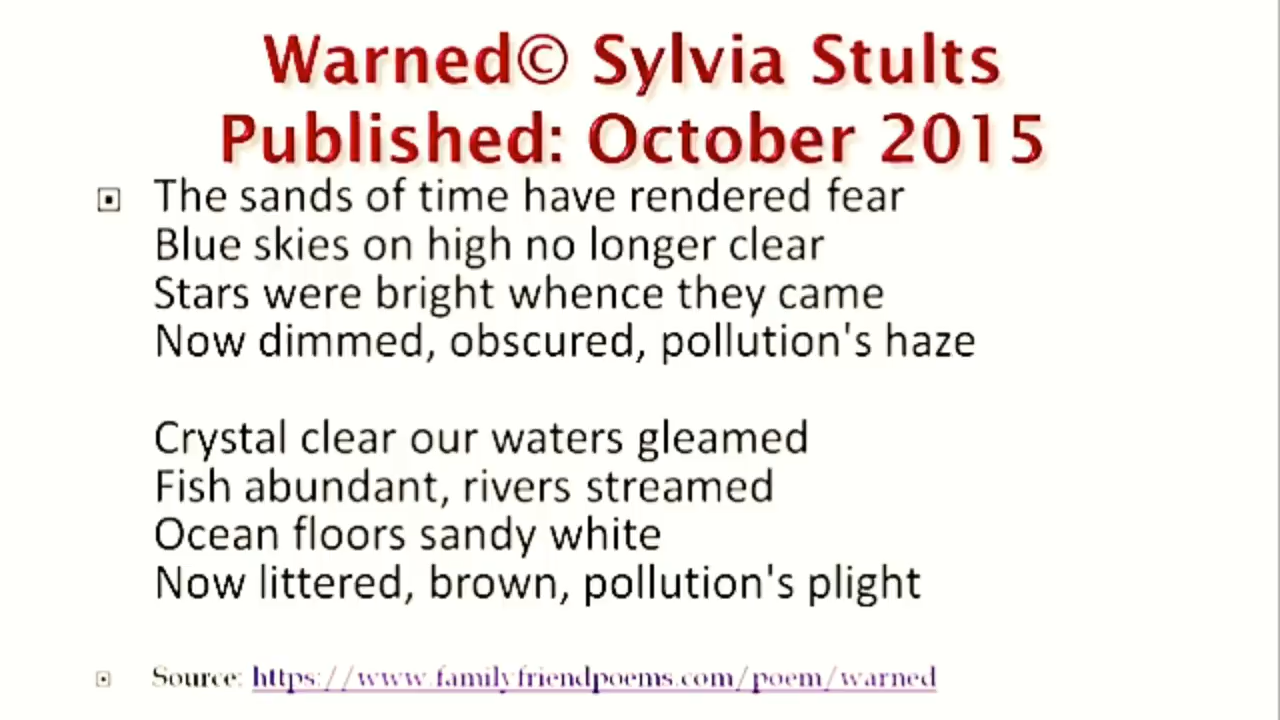 Warned© Sylvia Stults
Published: October 2015
The sands of time have rendered fear
Blue skies on high no longer clear
Stars were bright whence they came
Now dimmed, obscured, pollution's haze
Crystal clear our waters gleamed
Fish abundant, rivers streamed
Ocean floors sandy white
Now littered, brown, pollution's plight
Source: https://www.familyfriendpoems.com/poem/warned